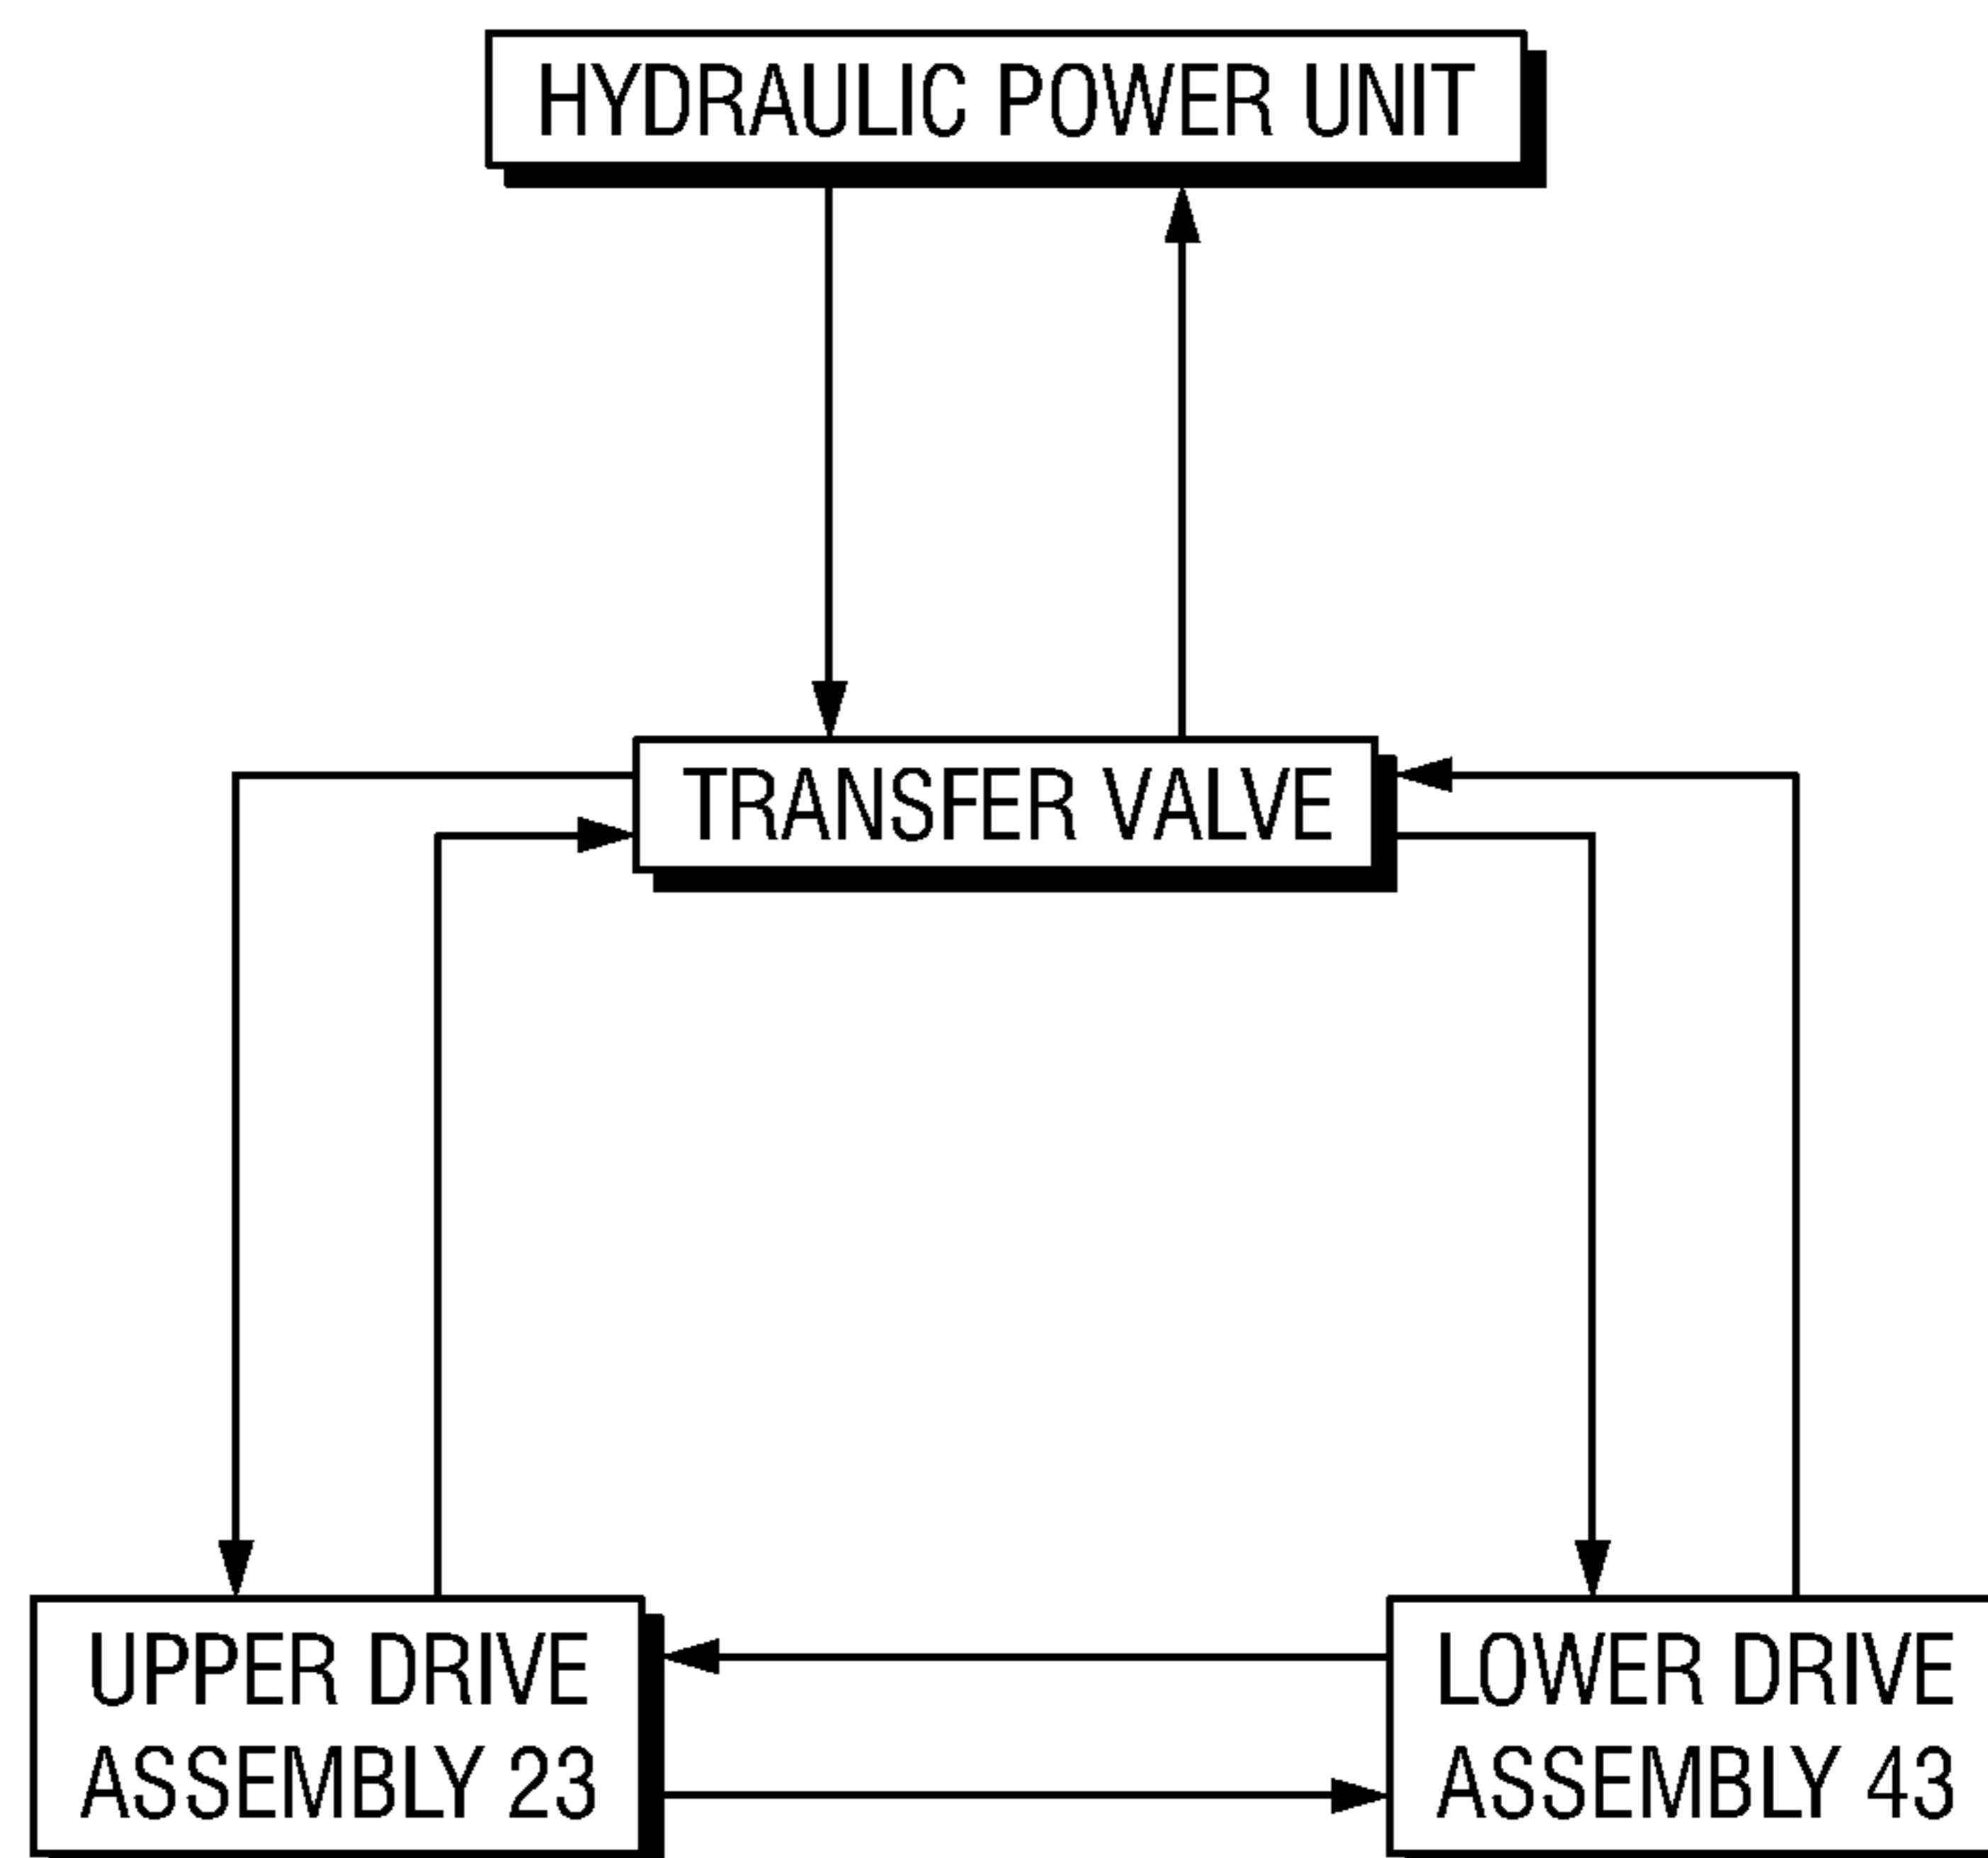 HYDRAULIC POWER UNIT
TRANSFER VALVE
UPPER DRIVE
ASSEMBLY 23
LOWER DRIVE
ASSEMBLY 43